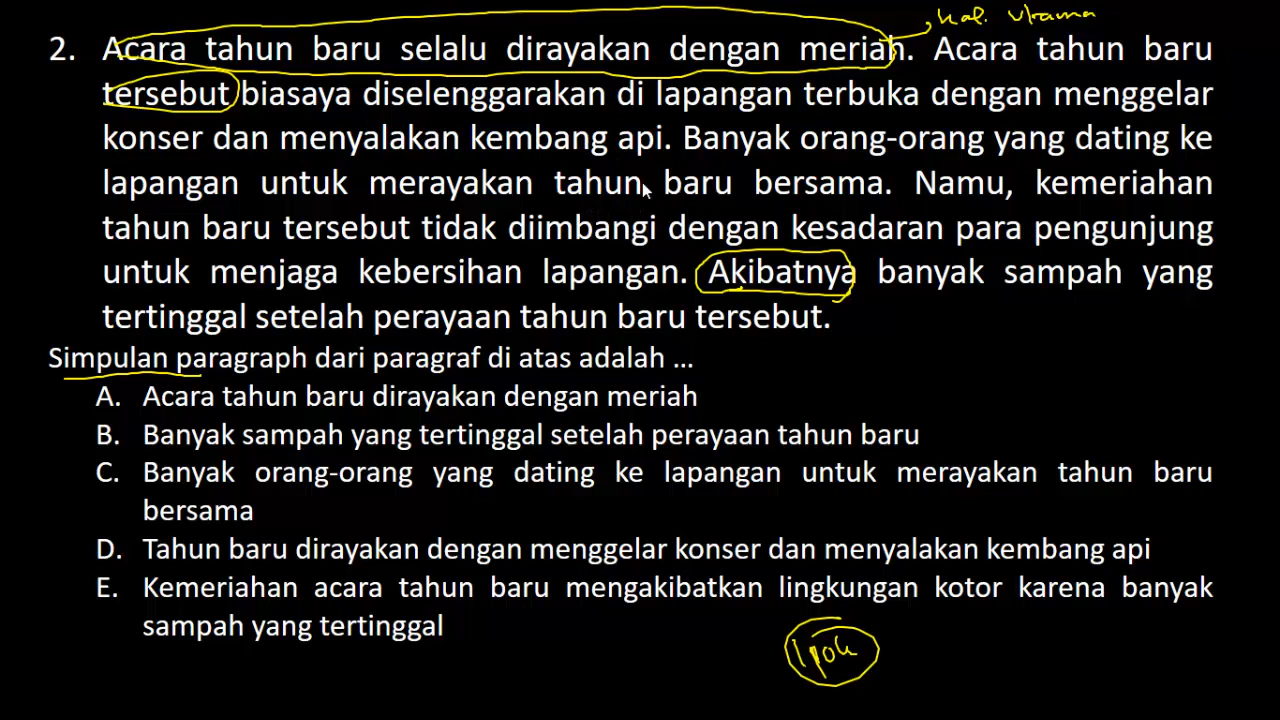 kal. utama
2. Acara tahun baru selalu dirayakan dengan meriah. Acara tahun baru
tersebut biasaya diselenggarakan di lapangan terbuka dengan menggelar
konser dan menyalakan kembang api. Banyak orang-orang yang dating ke
lapangan untuk merayakan tahun baru bersama. Namu, kemeriahan
tahun baru tersebut tidak diimbangi dengan kesadaran para pengunjung
untuk menjaga kebersihan lapangan. Akibatnya banyak sampah yang
tertinggal setelah perayaan tahun baru tersebut.
Simpulan paragraph dari paragraf di atas adalah ...
A. Acara tahun baru dirayakan dengan meriah
B. Banyak sampah yang tertinggal setelah perayaan tahun baru
C. Banyak orang-orang yang dating ke lapangan untuk merayakan tahun baru
bersama
D. Tahun baru dirayakan dengan menggelar konser dan menyalakan kembang api
E. Kemeriahan acara tahun baru mengakibatkan lingkungan kotor karena banyak
sampah yang tertinggal